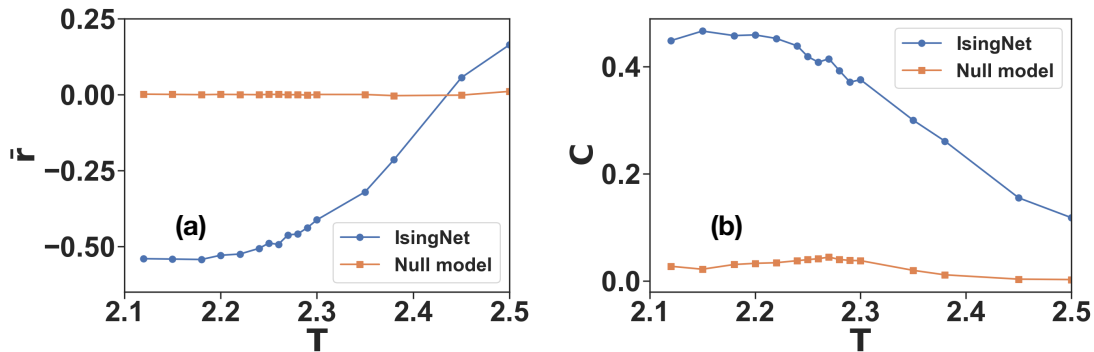 0.25
0.00
−0.25
−0.50
r̄
(a)
IsingNet
Null model
2.1 2.2 2.3 2.4 2.5
T
0.4
0.2
0.0
C
(b)
IsingNet
Null model
2.1 2.2 2.3 2.4 2.5
T